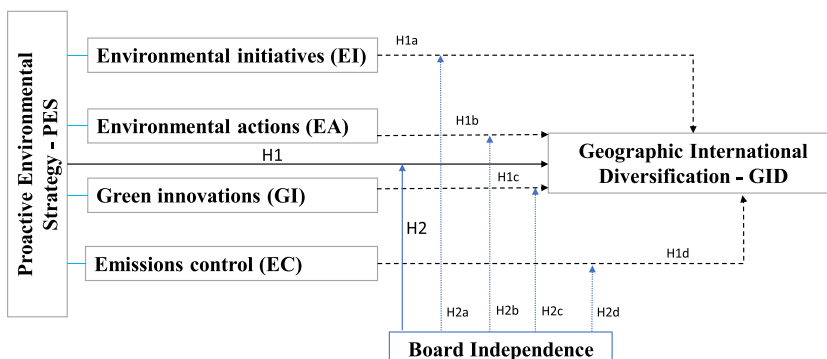 Proactive Environmental
Strategy - PES
Environmental initiatives (EI)
H1a
Environmental actions (EA)
H1b
H1
Geographic International
Diversification - GID
Green innovations (GI)
H1c
H2
Emissions control (EC)
H1d
H2a
H2b
H2c
H2d
Board Independence